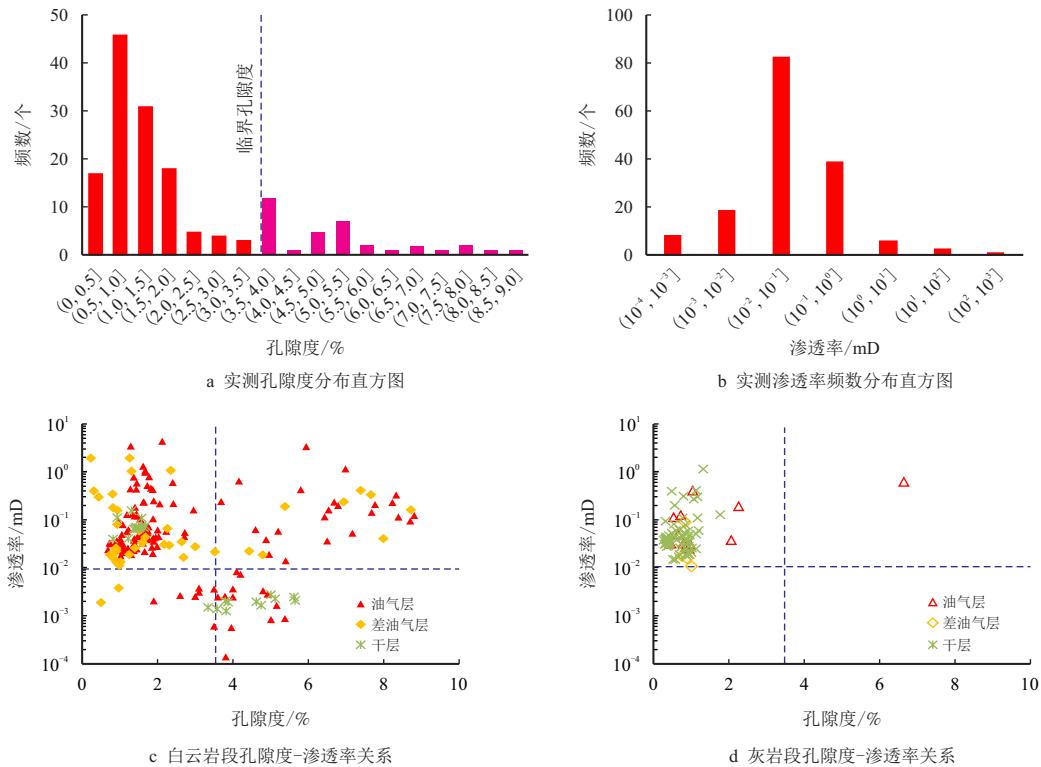 50
40
30
20
10
0
频数/个
临界孔隙度
(0, 0.5]
(0.5, 1.0]
(1.0, 1.5]
(1.5, 2.0]
(2.0, 2.5]
(2.5, 3.0]
(3.0, 3.5]
(3.5, 4.0]
(4.0, 4.5]
(4.5, 5.0]
(5.0, 5.5]
(5.5, 6.0]
(6.0, 6.5]
(6.5, 7.0]
(7.0, 7.5]
(7.5, 8.0]
(8.0, 8.5]
(8.5, 9.0]
孔隙度/%
a 实测孔隙度分布直方图
100
80
60
40
20
0
频数/个
(10⁻⁴, 10⁻³]
(10⁻³, 10⁻²]
(10⁻², 10⁻¹]
(10⁻¹, 10⁰]
(10⁰, 10¹]
(10¹, 10²]
(10², 10³]
渗透率/mD
b 实测渗透率频数分布直方图
10¹
10⁰
10⁻¹
10⁻²
10⁻³
10⁻⁴
渗透率/mD
油气层
差油气层
干层
0 2 4 6 8 10
孔隙度/%
c 白云岩段孔隙度-渗透率关系
10¹
10⁰
10⁻¹
10⁻²
10⁻³
10⁻⁴
渗透率/mD
油气层
差油气层
干层
0 2 4 6 8 10
孔隙度/%
d 灰岩段孔隙度-渗透率关系